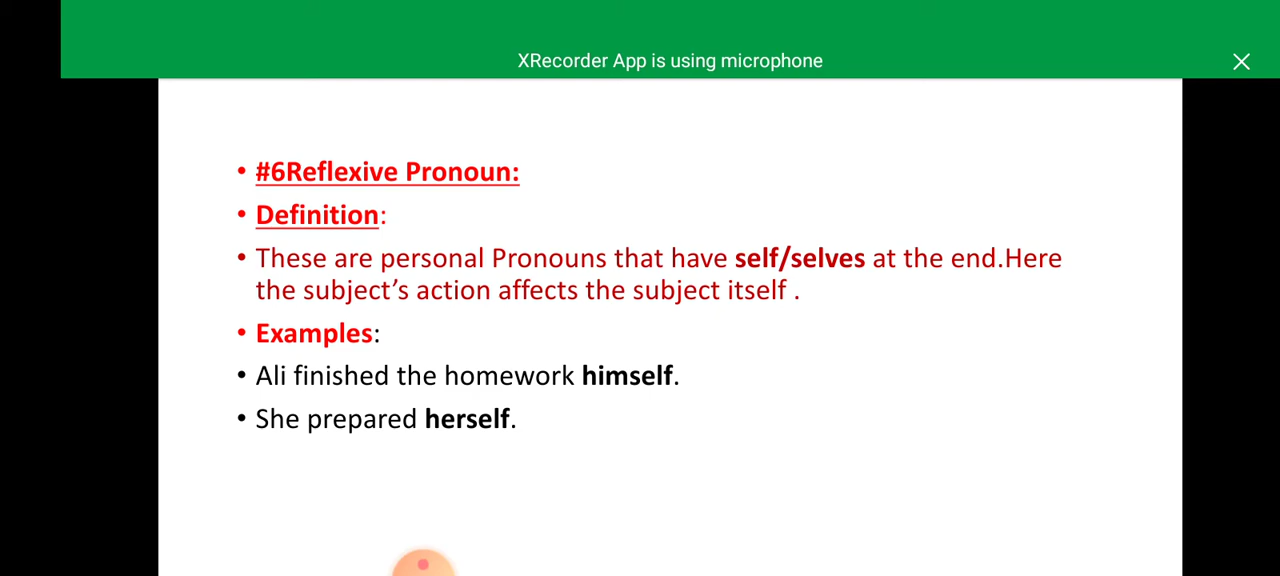 XRecorder App is using microphone
• #6Reflexive Pronoun:
• Definition:
• These are personal Pronouns that have self/selves at the end.Here
the subject’s action affects the subject itself .
• Examples:
• Ali finished the homework himself.
• She prepared herself.